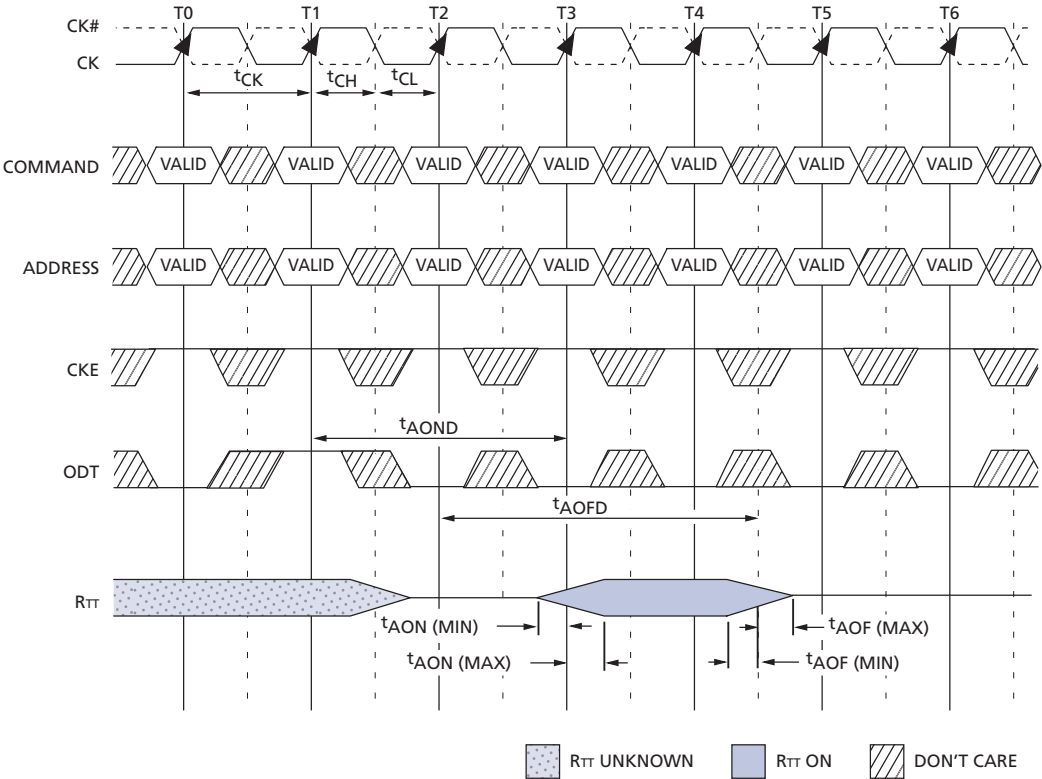 T0 T1 T2 T3 T4 T5 T6
CK#
CK
tCK tCH tCL
COMMAND VALID VALID VALID VALID VALID VALID VALID
ADDRESS VALID VALID VALID VALID VALID VALID VALID
CKE
tAOND
ODT
tAOFD
RTT
tAON (MIN) tAOF (MAX)
tAON (MAX) tAOF (MIN)
RTT UNKNOWN RTT ON DON'T CARE